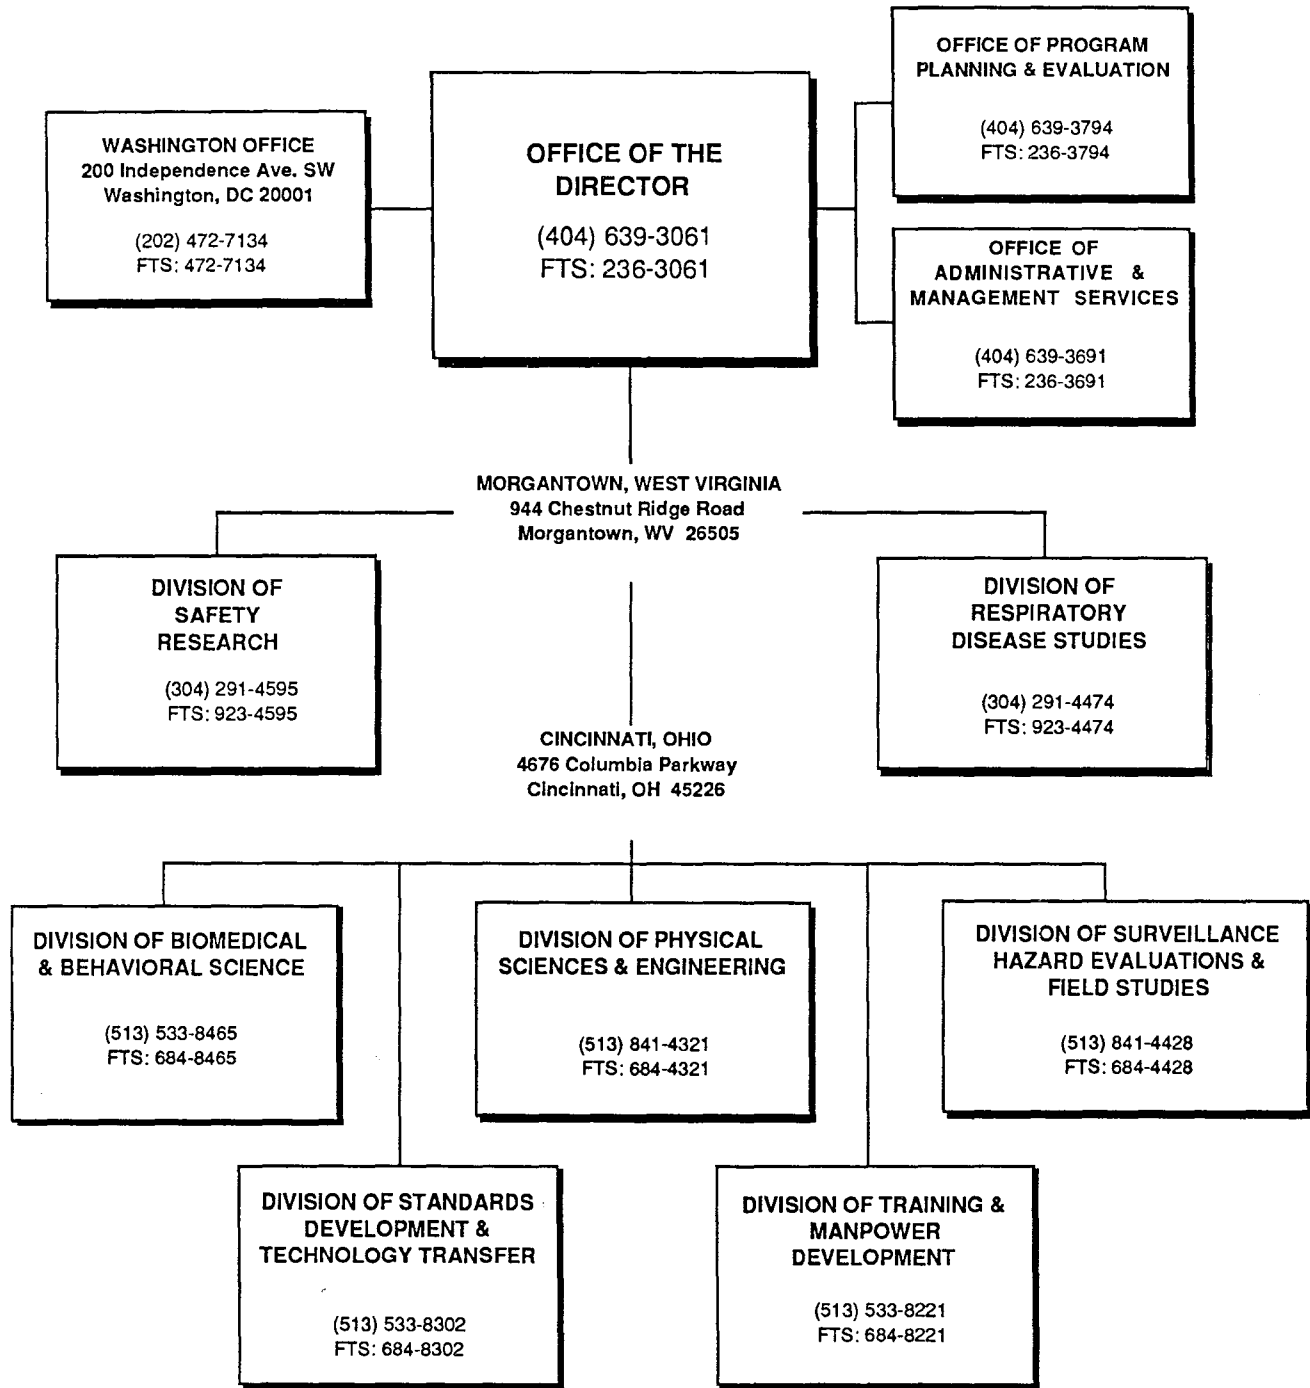 WASHINGTON OFFICE
200 Independence Ave. SW
Washington, DC 20001
(202) 472-7134
FTS: 472-7134
OFFICE OF THE
DIRECTOR
(404) 639-3061
FTS: 236-3061
OFFICE OF PROGRAM
PLANNING & EVALUATION
(404) 639-3794
FTS: 236-3794
OFFICE OF
ADMINISTRATIVE &
MANAGEMENT SERVICES
(404) 639-3691
FTS: 236-3691
MORGANTOWN, WEST VIRGINIA
944 Chestnut Ridge Road
Morgantown, WV 26505
DIVISION OF
SAFETY
RESEARCH
(304) 291-4595
FTS: 923-4595
DIVISION OF
RESPIRATORY
DISEASE STUDIES
(304) 291-4474
FTS: 923-4474
CINCINNATI, OHIO
4676 Columbia Parkway
Cincinnati, OH 45226
DIVISION OF BIOMEDICAL
& BEHAVIORAL SCIENCE
(513) 533-8465
FTS: 684-8465
DIVISION OF PHYSICAL
SCIENCES & ENGINEERING
(513) 841-4321
FTS: 684-4321
DIVISION OF SURVEILLANCE
HAZARD EVALUATIONS &
FIELD STUDIES
(513) 841-4428
FTS: 684-4428
DIVISION OF STANDARDS
DEVELOPMENT &
TECHNOLOGY TRANSFER
(513) 533-8302
FTS: 684-8302
DIVISION OF TRAINING &
MANPOWER
DEVELOPMENT
(513) 533-8221
FTS: 684-8221